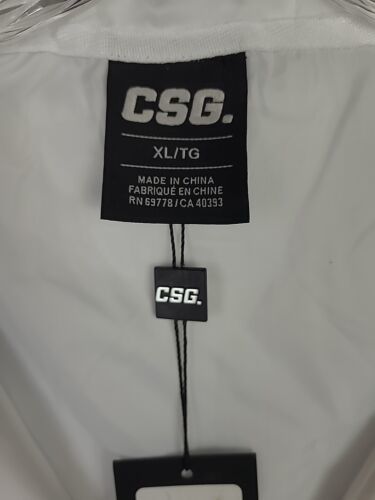 CSG.
XL/TG
MADE IN CHINA
FABRIQUÉ EN CHINE
RN 69778 / CA 40393
CSG.